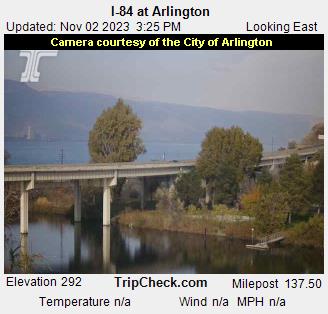 I-84 at Arlington
Updated: Nov 02 2023 3:25 PM Looking East
Camera courtesy of the City of Arlington
Elevation 292 TripCheck.com Milepost 137.50
Temperature n/a Wind n/a MPH n/a